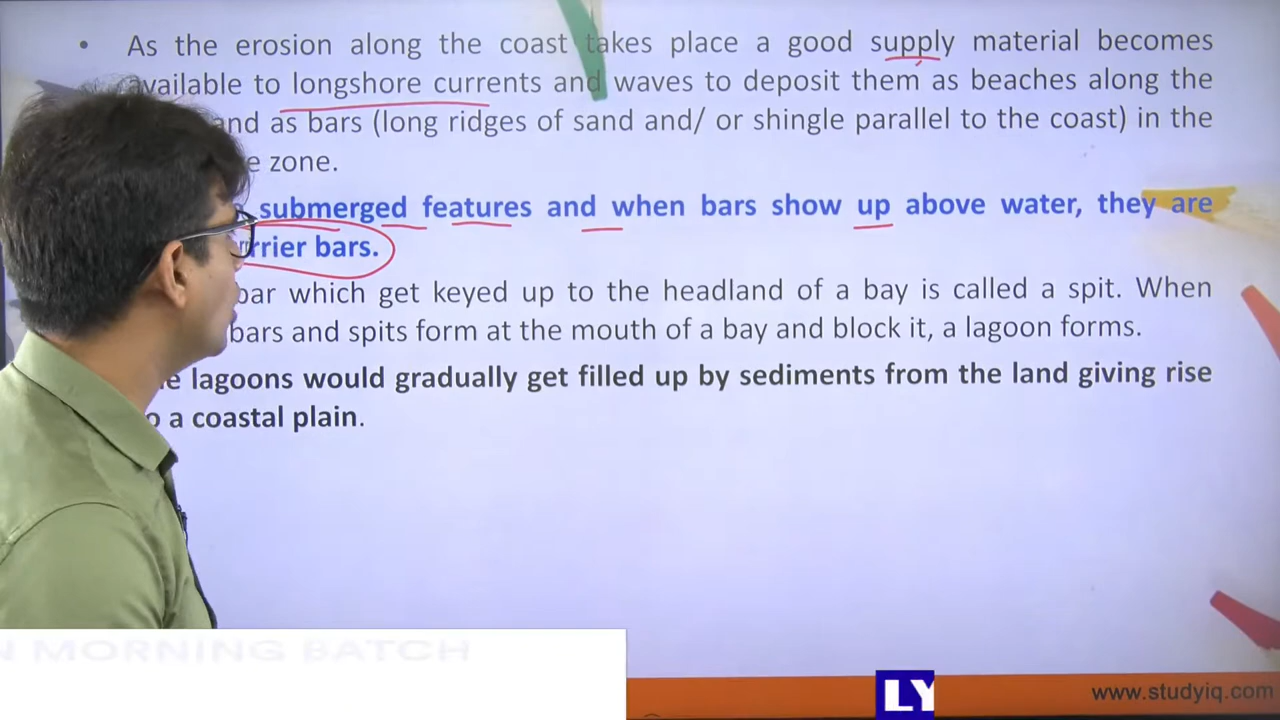 • As the erosion along the coast takes place a good supply material becomes
available to longshore currents and waves to deposit them as beaches along the
and as bars (long ridges of sand and/ or shingle parallel to the coast) in the
zone.
submerged features and when bars show up above water, they are
bars.
bar which get keyed up to the headland of a bay is called a spit. When
bars and spits form at the mouth of a bay and block it, a lagoon forms.
lagoons would gradually get filled up by sediments from the land giving rise
a coastal plain.
N MORNING BATCH
LY
www.studyiq.com